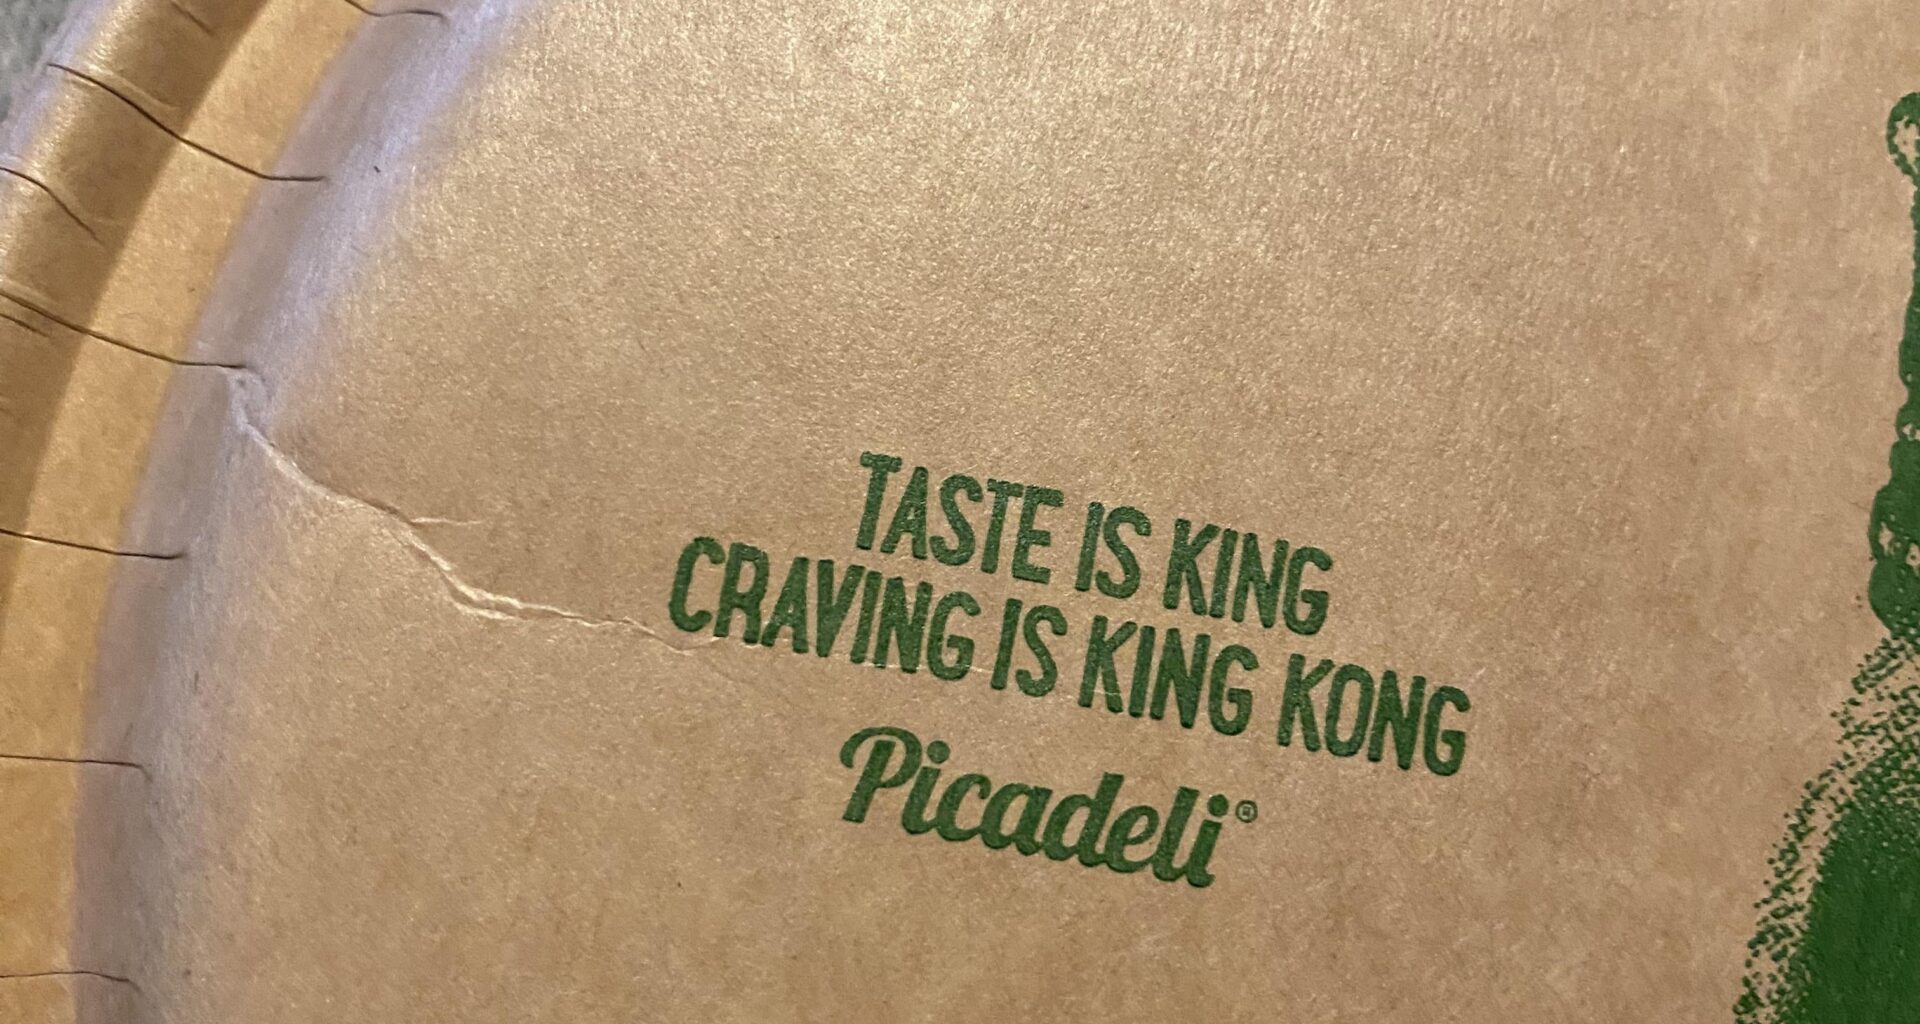 TASTE IS KING
CRAVING IS KING KONG
Picadeli®